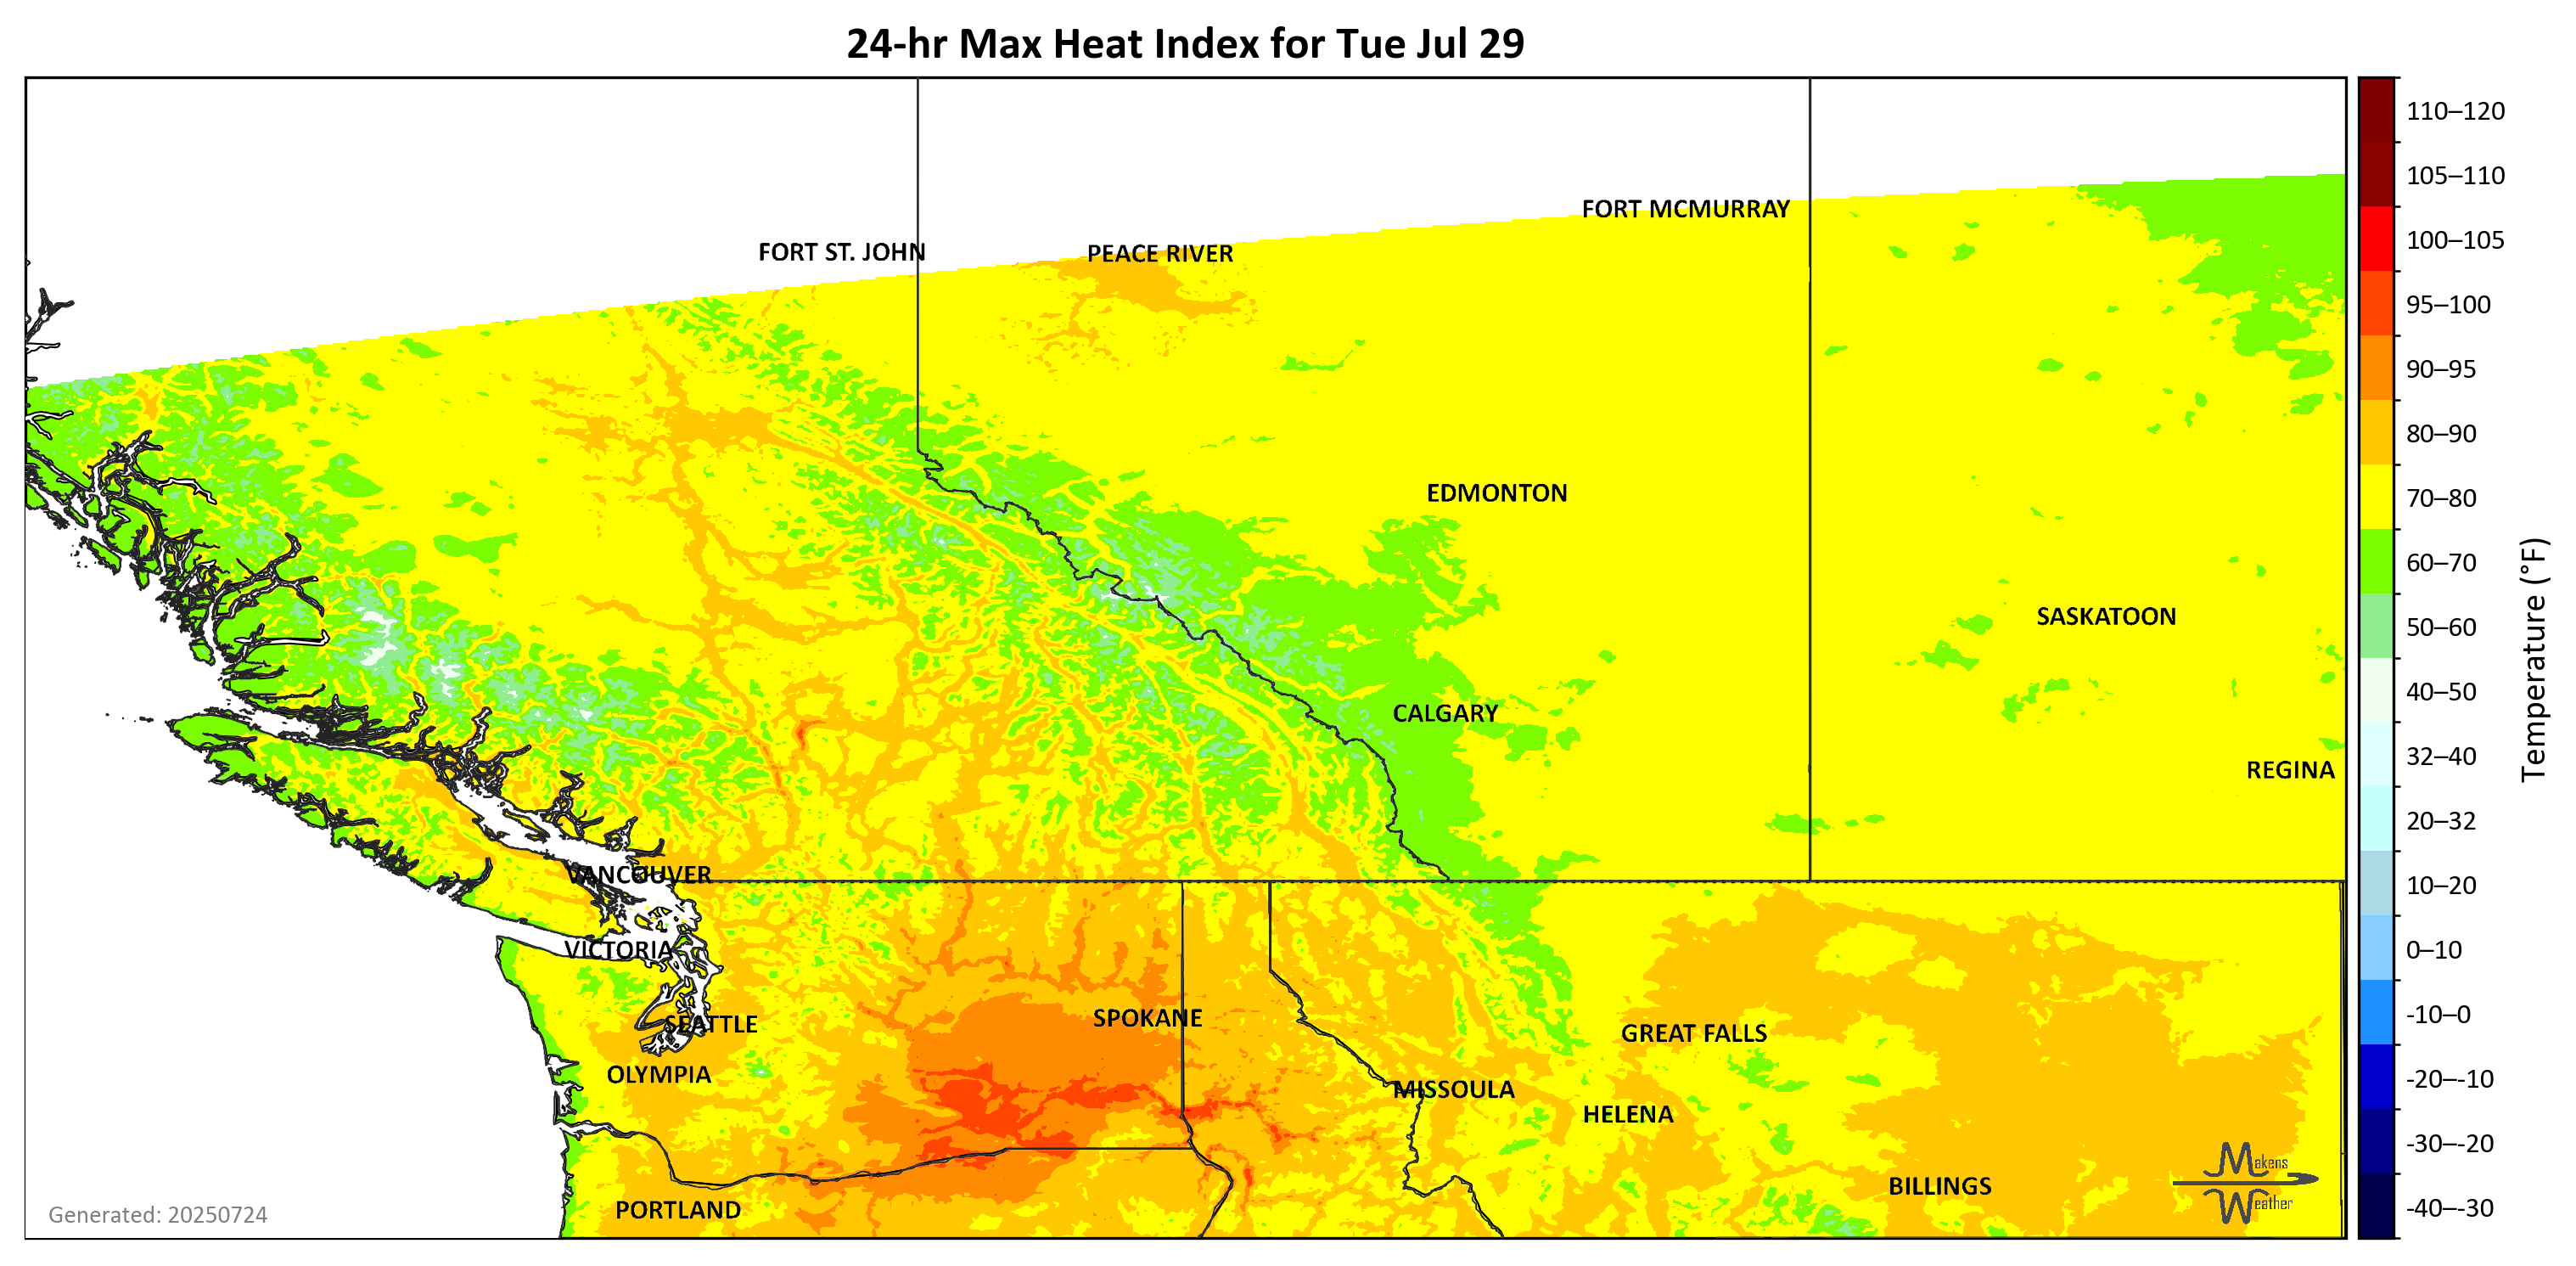 24-hr Max Heat Index for Tue Jul 29
FORT MCMURRAY
FORT ST. JOHN
PEACE RIVER
EDMONTON
SASKATOON
CALGARY
REGINA
VANCOUVER
VICTORIA
SEATTLE
SPOKANE
GREAT FALLS
OLYMPIA
MISSOULA
HELENA
BILLINGS
PORTLAND
Makens
Weather
Generated: 20250724
110–120
105–110
100–105
95–100
90–95
80–90
70–80
60–70
50–60
40–50
32–40
20–32
10–20
0–10
-10–0
-20–-10
-30–-20
-40–-30
Temperature (°F)